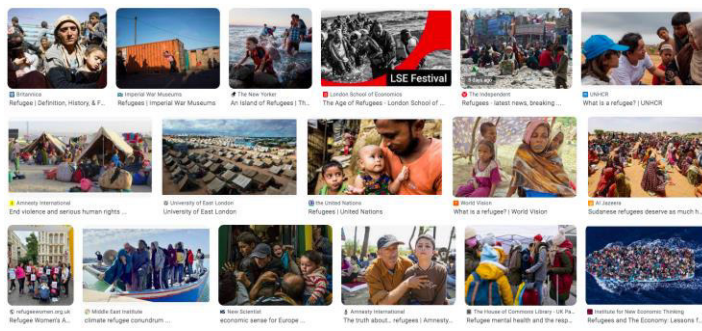 LSE Festival
5 days ago
Britannica
Refugee | Definition, History, & F...
Imperial War Museums
Refugees | Imperial War Museums
The New Yorker
An Island of Refugees | Th...
London School of Economics
The Age of Refugees - London School of ...
The Independent
Refugees - latest news, breaking ...
UNHCR
What is a refugee? | UNHCR
Amnesty International
End violence and serious human rights ...
University of East London
University of East London
the United Nations
Refugees | United Nations
World Vision
What is a refugee? | World Vision
Al Jazeera
Sudanese refugees deserve as much h...
refugeewomen.org.uk
Refugee Women's A...
Middle East Institute
climate refugee conundrum ...
New Scientist
economic sense for Europe ...
Amnesty International
The truth about... refugees | Amnesty...
The House of Commons Library - UK Pa...
Refugee mental health and the resp...
Institute for New Economic Thinking
Refugees and The Economy: Lessons f...